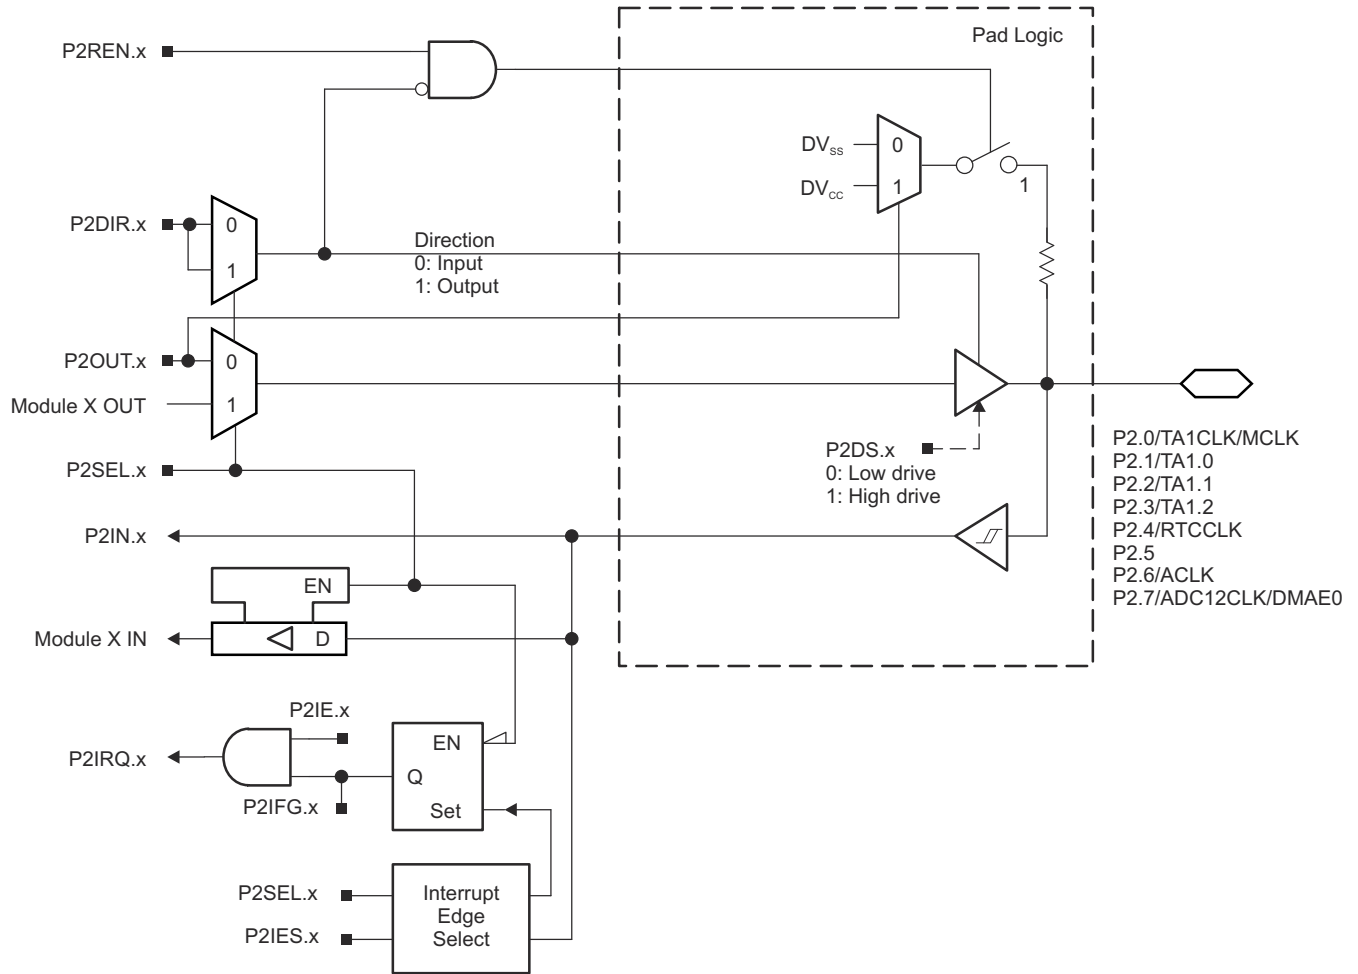 Pad Logic
P2REN.x
DVSS
0
DVCC
1
1
P2DIR.x
0
1
Direction
0: Input
1: Output
P2OUT.x
0
Module X OUT
1
P2SEL.x
P2DS.x
0: Low drive
1: High drive
P2.0/TA1CLK/MCLK
P2.1/TA1.0
P2.2/TA1.1
P2.3/TA1.2
P2.4/RTCCLK
P2.5
P2.6/ACLK
P2.7/ADC12CLK/DMAE0
P2IN.x
EN
Module X IN
D
P2IE.x
P2IRQ.x
EN
Q
P2IFG.x
Set
P2SEL.x
P2IES.x
Interrupt
Edge
Select